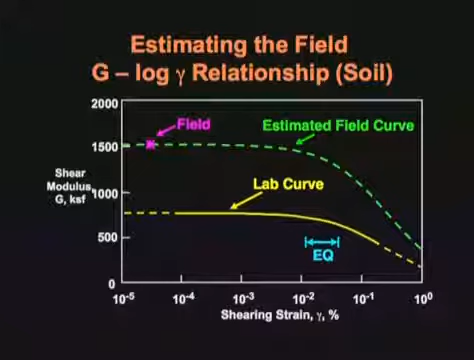 Estimating the Field
G – log γ Relationship (Soil)
2000
Field
Estimated Field Curve
1500
Shear
Modulus,
G, ksf
1000
Lab Curve
500
EQ
0
10⁻⁵ 10⁻⁴ 10⁻³ 10⁻² 10⁻¹ 10⁰
Shearing Strain, γ, %